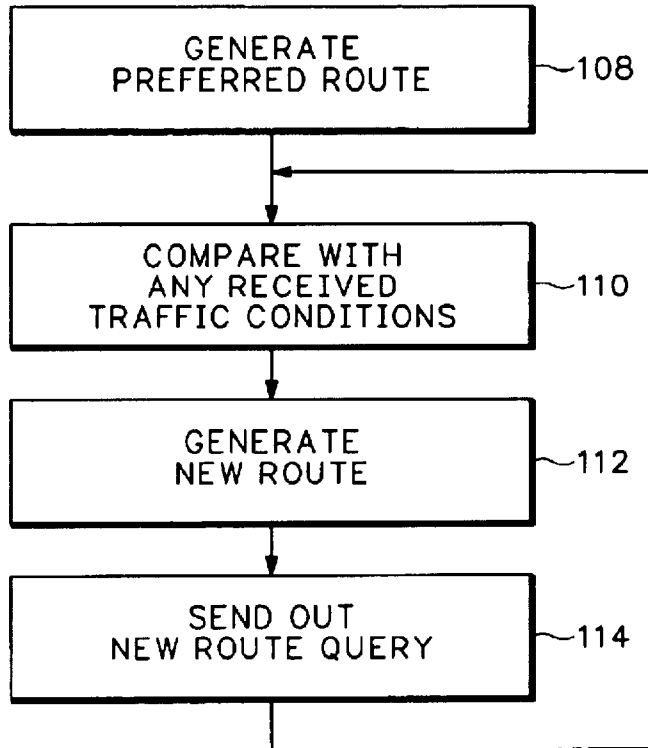 GENERATE
PREFERRED ROUTE
108
COMPARE WITH
ANY RECEIVED
TRAFFIC CONDITIONS
110
GENERATE
NEW ROUTE
112
SEND OUT
NEW ROUTE QUERY
114